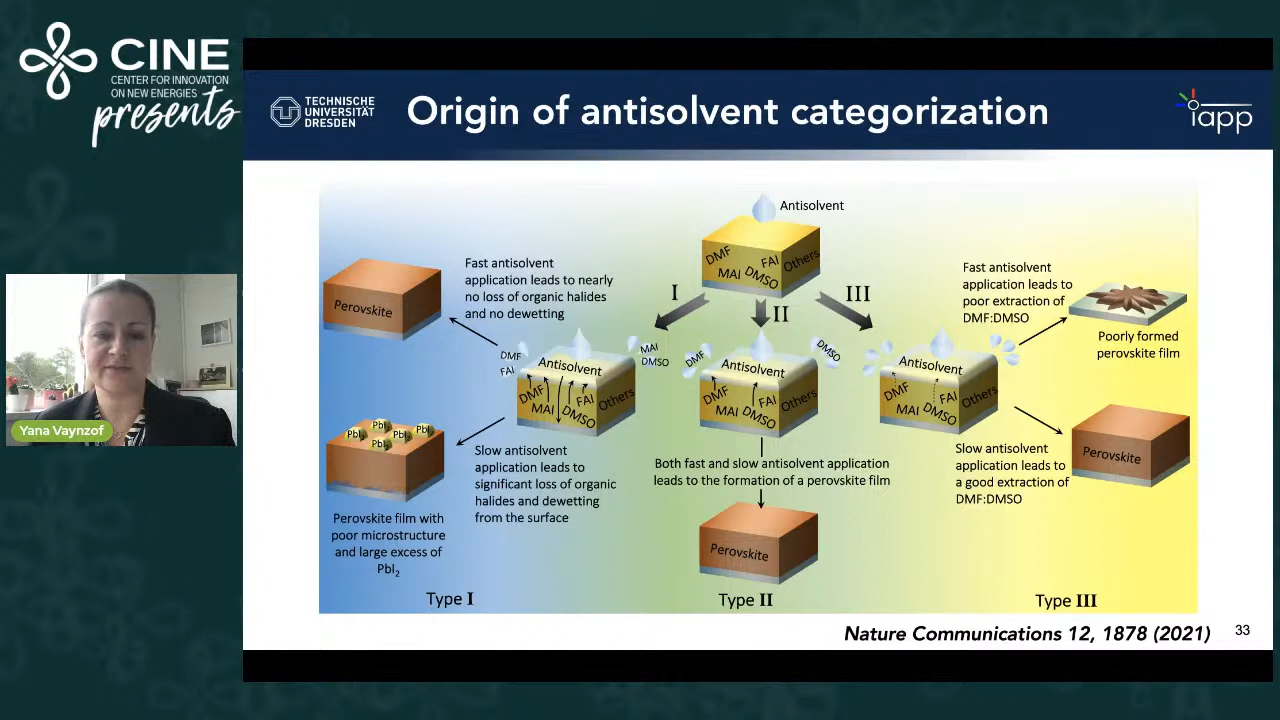 CINE
CENTER FOR INNOVATION
ON NEW ENERGIES
presents
TECHNISCHE
UNIVERSITÄT
DRESDEN
Origin of antisolvent categorization
iapp
Antisolvent
DMF
FAI
Others
MAI
DMSO
I
II
III
Fast antisolvent
application leads to nearly
no loss of organic halides
and no dewetting
Perovskite
DMF
FAI
MAI
DMSO
Antisolvent
DMF
MAI
FAI
DMSO
Others
PbI2
PbI2
PbI2
PbI2
PbI2
Slow antisolvent
application leads to
significant loss of organic
halides and dewetting
from the surface
Perovskite film with
poor microstructure
and large excess of
PbI2
Type I
DMF
DMSO
Antisolvent
DMF
FAI
MAI
DMSO
Others
Both fast and slow antisolvent application
leads to the formation of a perovskite film
Perovskite
Type II
Fast antisolvent
application leads to
poor extraction of
DMF:DMSO
Poorly formed
perovskite film
Antisolvent
DMF
FAI
MAI
DMSO
Others
Slow antisolvent
application leads to
a good extraction of
DMF:DMSO
Perovskite
Type III
Nature Communications 12, 1878 (2021)
33
Yana Vaynzof